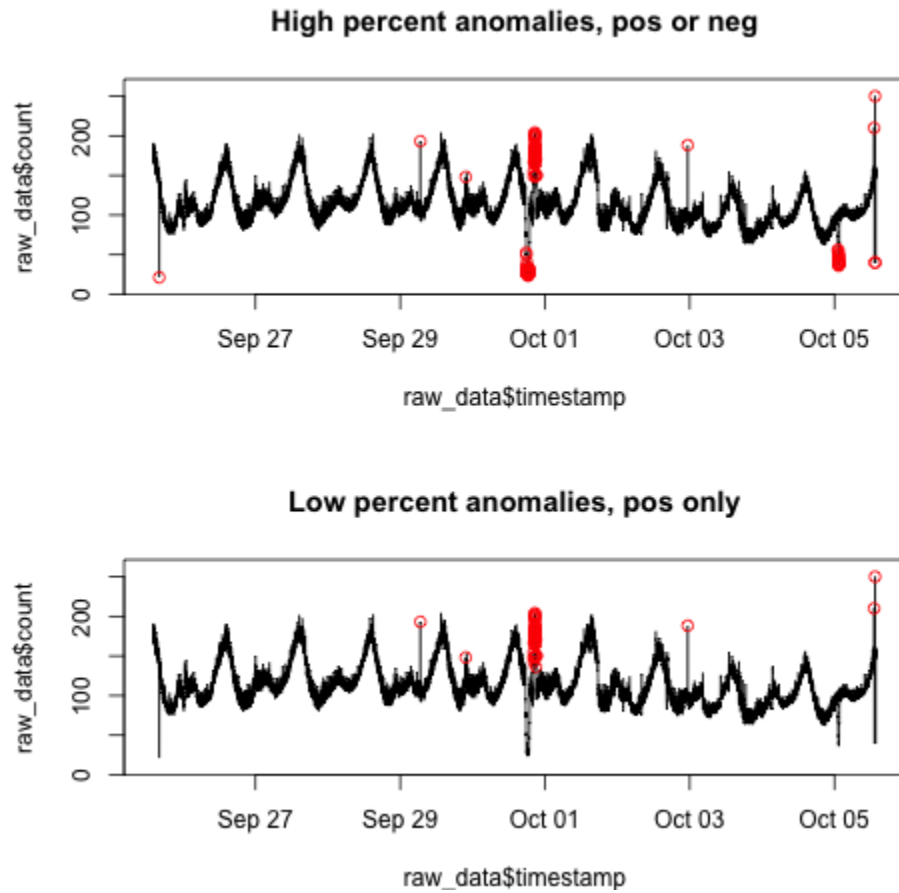 High percent anomalies, pos or neg
raw_data$count
200
100
0
Sep 27 Sep 29 Oct 01 Oct 03 Oct 05
raw_data$timestamp
Low percent anomalies, pos only
raw_data$count
200
100
0
Sep 27 Sep 29 Oct 01 Oct 03 Oct 05
raw_data$timestamp